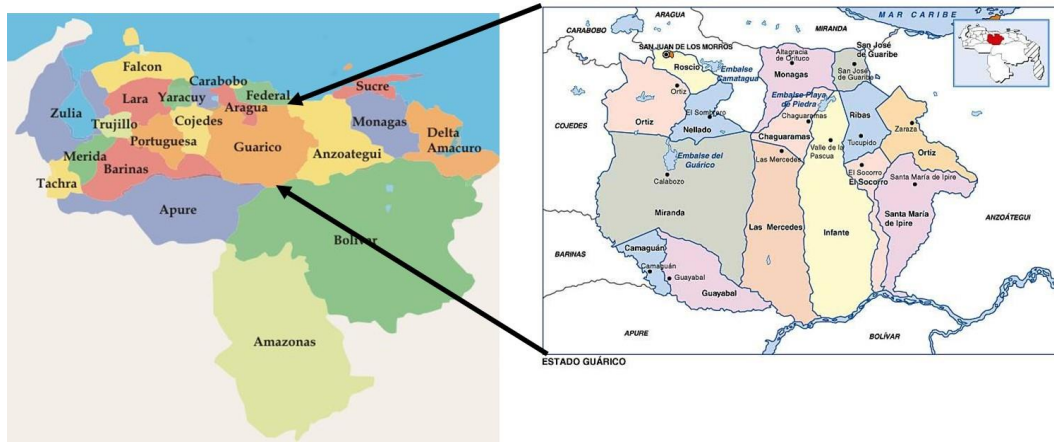 Falcon
Carabobo
Federal
Sucre
Lara
Yaracuy
Aragua
Zulia
Trujillo
Cojedes
Monagas
Delta
Amacuro
Portuguesa
Guarico
Anzoategui
Merida
Barinas
Tachra
Apure
Bolivar
Amazonas
MAR CARIBE
ARAGUA
CARABOBO
MIRANDA
SAN JUAN DE LOS MORROS
Roscio
Embalse
Camatagua
Altagracia
de Orituco
Monagas
San José
de Guaribe
San José
de Guaribe
Ortiz
Ortiz
El Sombrero
Nellado
Embalse Playa
de Piedra
Chaguaramas
Chaguaramas
Ribas
Tucupido
Zaraza
Ortiz
COJEDES
Las Mercedes
Valle de la
Pascua
El Socorro
El Socorro
Santa María de Ipire
Embalse del
Guárico
Calabozo
Miranda
Las Mercedes
Infante
Santa María
de Ipire
ANZOÁTEGUI
BARINAS
Camaguán
Camaguán
Guayabal
Guayabal
APURE
BOLÍVAR
ESTADO GUÁRICO